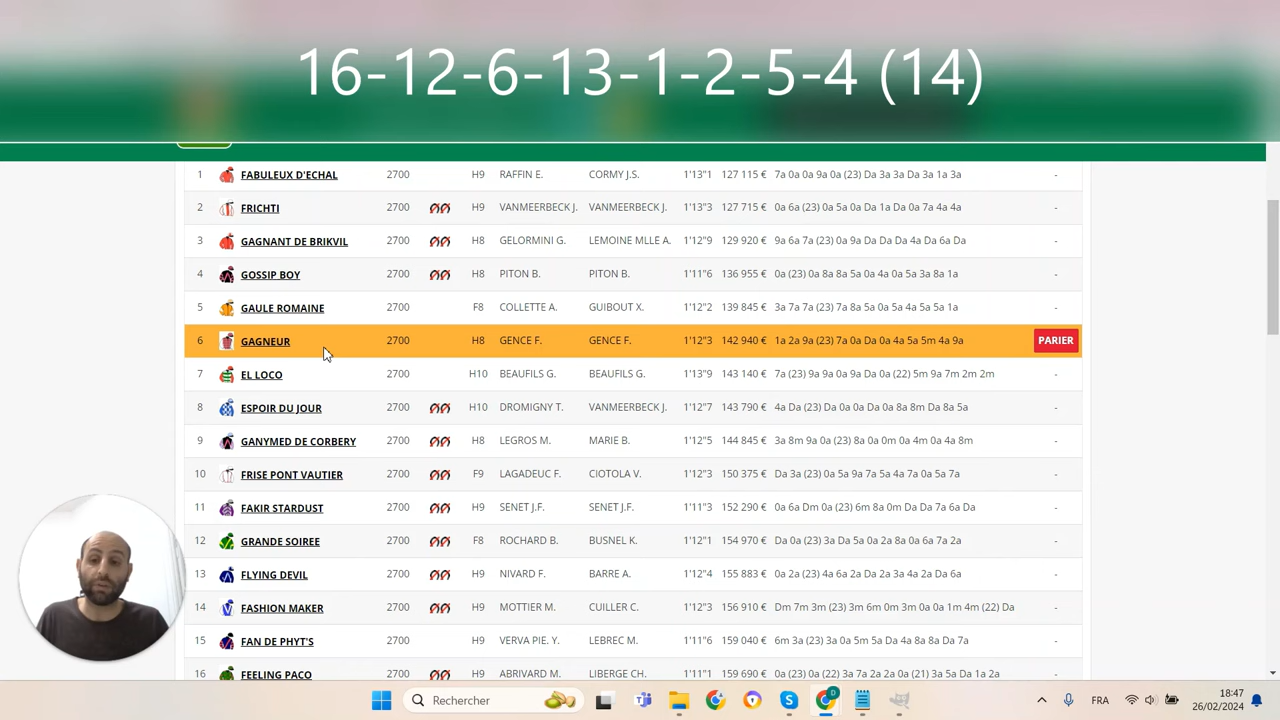 16-12-6-13-1-2-5-4 (14)
1 FABULEUX D'ECHAL 2700 H9 RAFFIN E. CORMY J.S. 1'13"1 127 115 € 7a 0a 0a 9a 0a (23) Da 3a 3a Da 3a 1a 3a
2 FRICHTI 2700 H9 VANMEERBECK J. VANMEERBECK J. 1'13"3 127 715 € 0a 6a (23) 0a 5a 0a Da 1a Da 0a 7a 4a 4a
3 GAGNANT DE BRIKVIL 2700 H8 GELORMINI G. LEMOINE MLLE A. 1'12"9 129 920 € 9a 6a 7a (23) 0a 9a Da Da Da 4a Da 6a Da -
4 GOSSIP BOY 2700 H8 PITON B. PITON B. 1'11"6 136 955 € 0a (23) 0a 8a 8a 5a 0a 4a 0a 5a 3a 5a 1a -
5 GAULE ROMAINE 2700 F8 COLLETTE A. GUIBOUT X. 1'12"2 139 845 € 3a 7a 7a (23) 7a 8a 5a 0a 5a 4a 5a 5a 1a -
6 GAGNEUR 2700 H8 GENCE F. GENCE F. 1'12"3 142 940 € 1a 2a 9a (23) 7a 0a Da 0a 4a 5a 5m 4a 9a PARIER
7 EL LOCO 2700 H10 BEAUFILS G. BEAUFILS G. 1'13"9 143 140 € 7a (23) 9a 9a 0a 9a Da 0a (22) 5m 9a 7m 2m 2m -
8 ESPOIR DU JOUR 2700 H10 DROMIGNY T. VANMEERBECK J. 1'12"7 143 790 € 4a Da (23) Da 0a 0a Da 0a 8a 8m Da 8a 5a -
9 GANYMED DE CORBERY 2700 H8 LEGROS M. MARIE B. 1'12"5 144 845 € 3a 8m 9a 0a (23) 8a 0a 0m 0a 4m 0a 4a 8m -
10 FRISE PONT VAUTIER 2700 F9 LAGADEUC F. CIOTOLA V. 1'12"3 150 375 € Da 3a (23) 0a 5a 9a 7a 5a 4a 7a 0a 5a 7a -
11 FAKIR STARDUST 2700 H9 SENET J.F. SENET J.F. 1'11"3 152 290 € 0a 6a Dm 0a (23) 6m 8a 0m Da Da 7a 6a Da -
12 GRANDE SOIREE 2700 F8 ROCHARD B. BUSNEL K. 1'12"1 154 970 € Da 0a (23) 3a Da 5a 0a 2a 8a 0a 6a 7a 2a -
13 FLYING DEVIL 2700 H9 NIVARD F. BARRE A. 1'12"4 155 883 € 0a 2a (23) 4a 6a 2a Da 2a 3a 4a 2a Da 6a -
14 FASHION MAKER 2700 H9 MOTTIER M. CUILLER C. 1'12"3 156 910 € Dm 7m 3m (23) 3m 6m 0m 3m 0a 0a 1m 4m (22) Da -
15 FAN DE PHYT'S 2700 H9 VERVA PIE. Y. LEBREC M. 1'11"6 159 040 € 6m 3a (23) 3a 0a 5m 5a Da 4a 8a 8a Da 7a -
16 FEELING PACO 2700 H9 ABRIVARD M. LIBERGE CH. 1'11"1 159 690 € 0a (23) 0a (22) 3a 7a 2a 2a 0a (21) 3a 5a Da 1a 2a -
Rechercher
FRA
18:47
26/02/2024